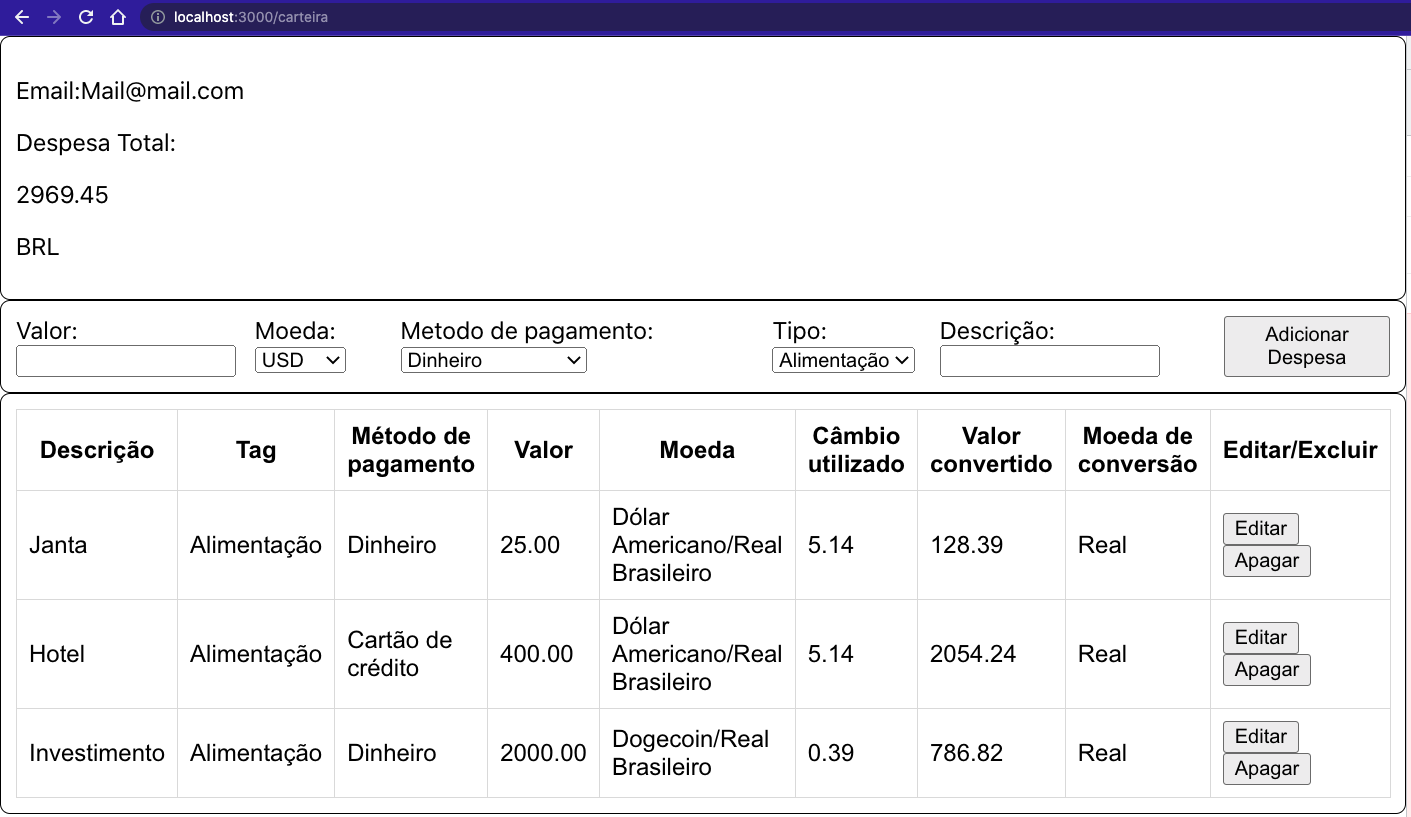 localhost:3000/carteira
Email:Mail@mail.com
Despesa Total:
2969.45
BRL
Valor: Moeda: Metodo de pagamento: Tipo: Descrição:
USD Dinheiro Alimentação
Adicionar
Despesa
Descrição Tag Método de pagamento Valor Moeda Câmbio utilizado Valor convertido Moeda de conversão Editar/Excluir
Janta Alimentação Dinheiro 25.00 Dólar Americano/Real Brasileiro 5.14 128.39 Real Editar Apagar
Hotel Alimentação Cartão de crédito 400.00 Dólar Americano/Real Brasileiro 5.14 2054.24 Real Editar Apagar
Investimento Alimentação Dinheiro 2000.00 Dogecoin/Real Brasileiro 0.39 786.82 Real Editar Apagar